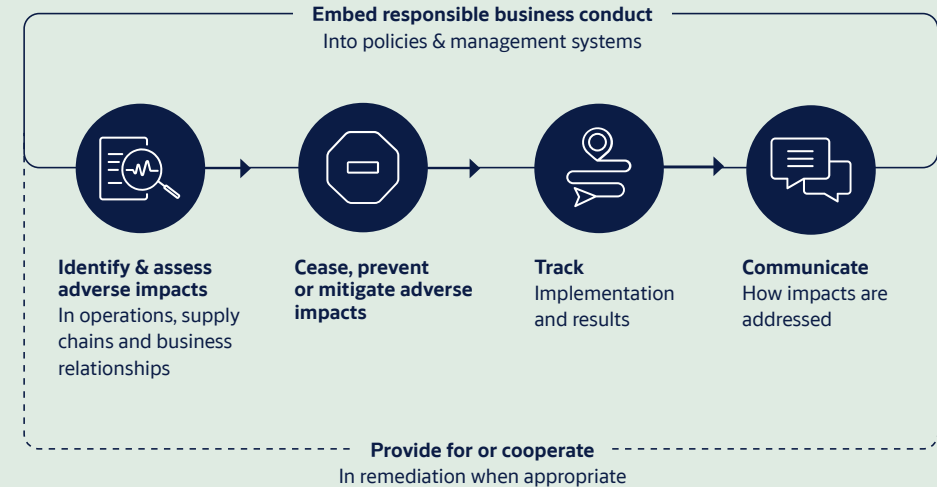 Embed responsible business conduct
Into policies & management systems
Identify & assess
adverse impacts
In operations, supply
chains and business
relationships
Cease, prevent
or mitigate adverse
impacts
Track
Implementation
and results
Communicate
How impacts are
addressed
Provide for or cooperate
In remediation when appropriate